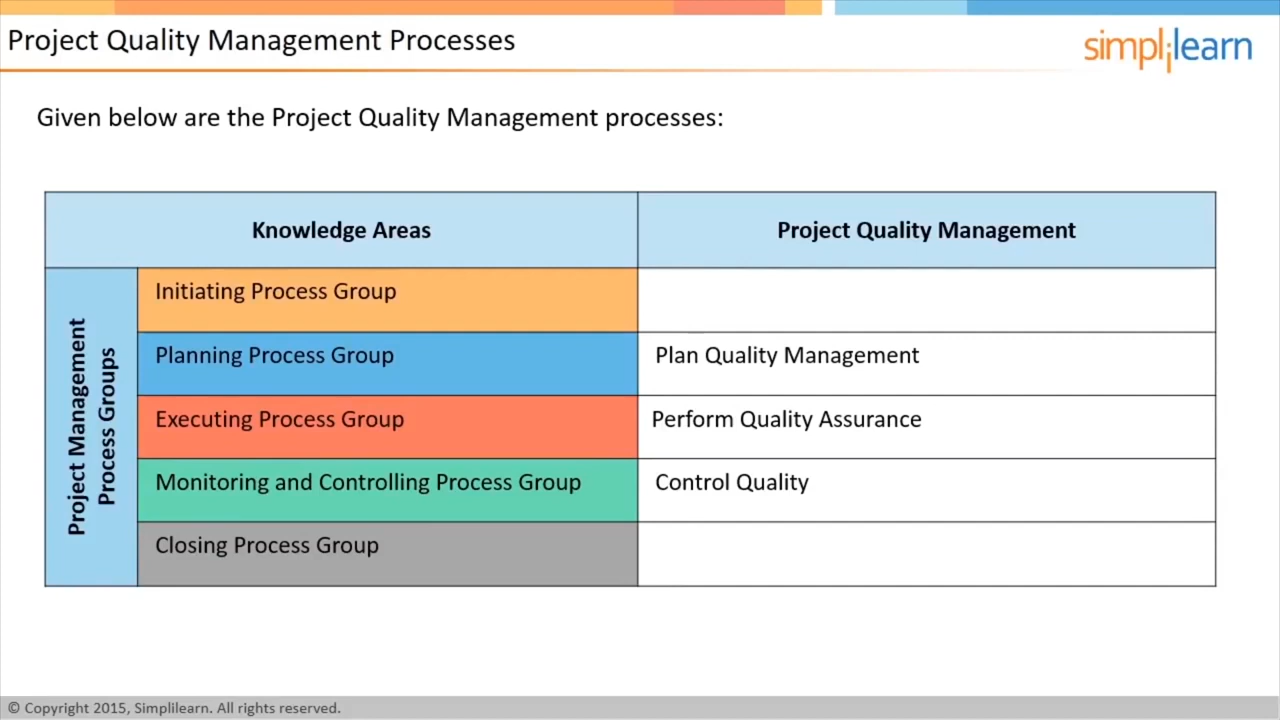 Project Quality Management Processes
simplilearn
Given below are the Project Quality Management processes:
Knowledge Areas
Project Quality Management
Project Management
Process Groups
Initiating Process Group
Planning Process Group
Plan Quality Management
Executing Process Group
Perform Quality Assurance
Monitoring and Controlling Process Group
Control Quality
Closing Process Group
© Copyright 2015, Simplilearn. All rights reserved.